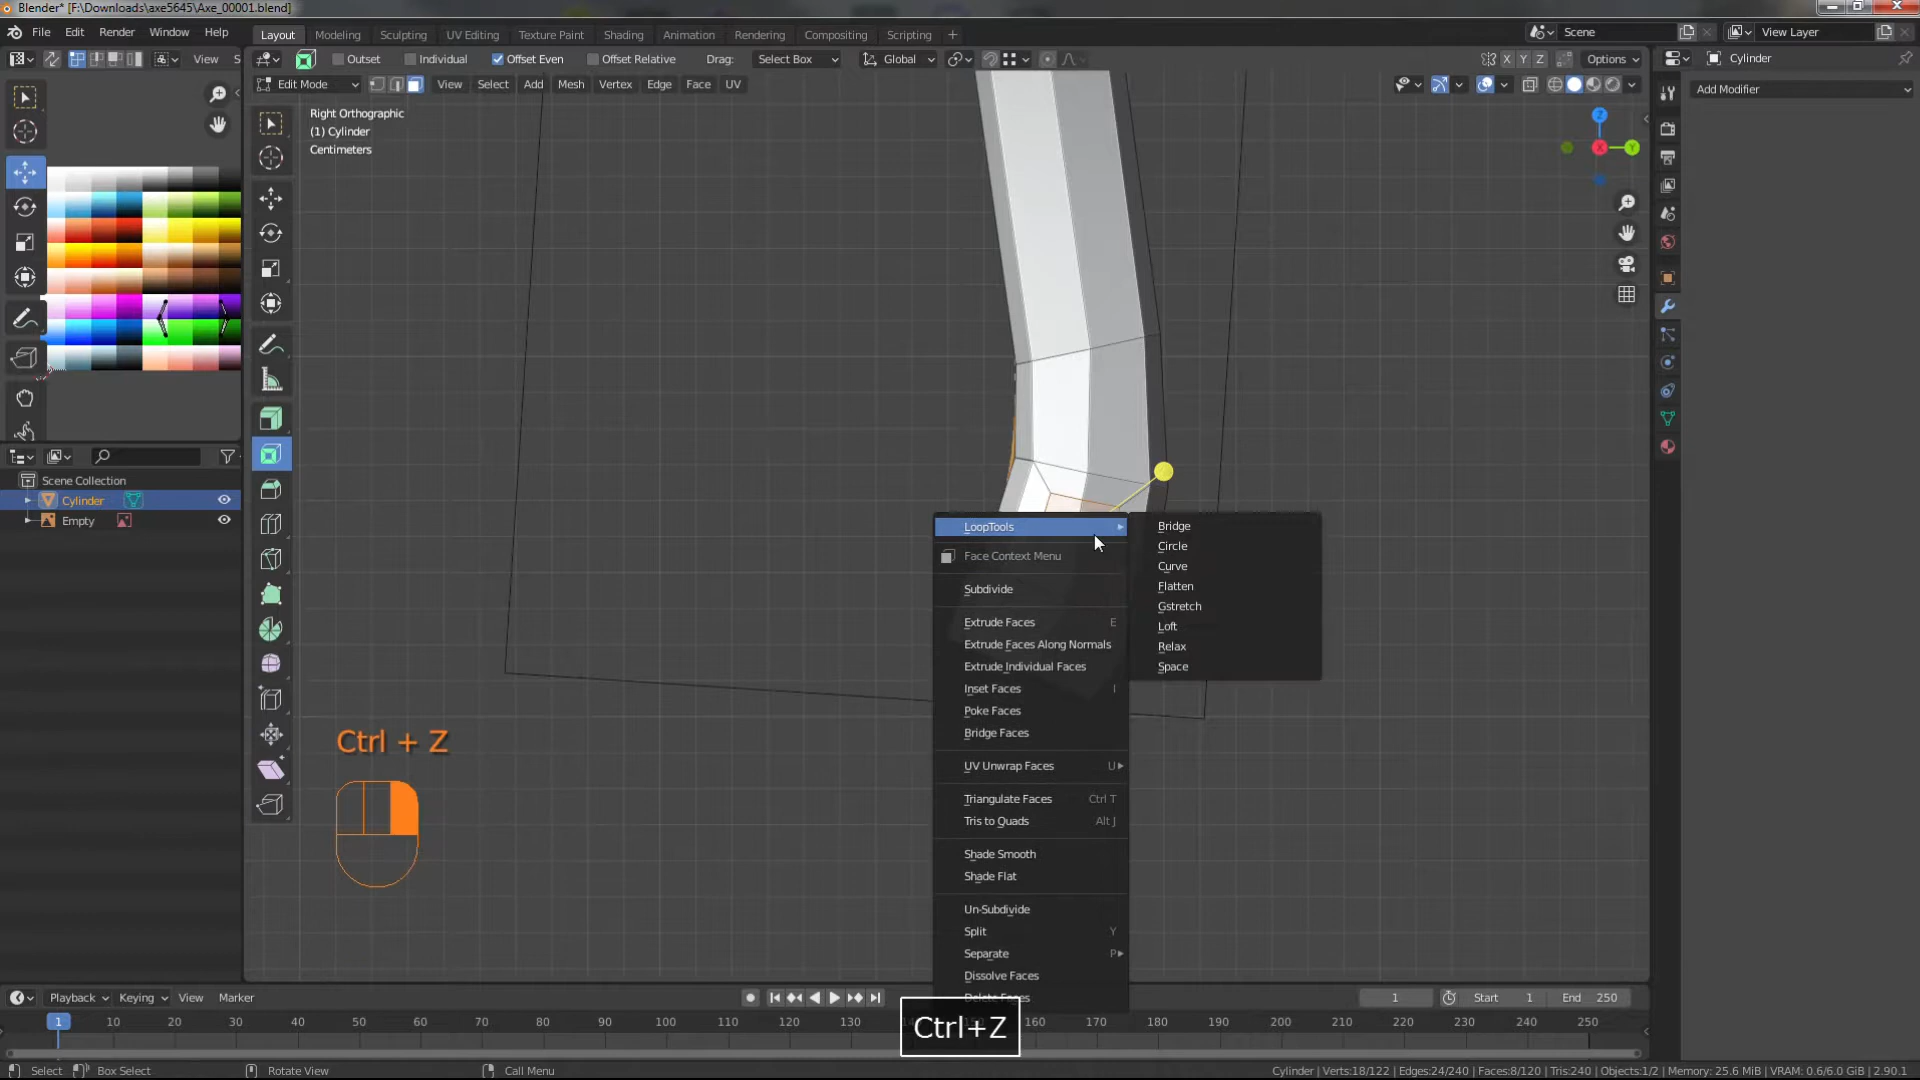 Blender* [F:\Downloads\axe5645\Axe_00001.blend]
File Edit Render Window Help
Layout Modeling Sculpting UV Editing Texture Paint Shading Animation Rendering Compositing Scripting +
Scene
View Layer
View S
Outset Individual Offset Even Offset Relative Drag: Select Box Global
X Y Z Options
Cylinder
Edit Mode View Select Add Mesh Vertex Edge Face UV
Add Modifier
Right Orthographic
(1) Cylinder
Centimeters
Z
X
Y
Scene Collection
Cylinder
Empty
LoopTools
Face Context Menu
Subdivide
Extrude Faces E
Extrude Faces Along Normals
Extrude Individual Faces
Inset Faces I
Poke Faces
Bridge Faces
UV Unwrap Faces U
Triangulate Faces Ctrl T
Tris to Quads Alt J
Shade Smooth
Shade Flat
Un-Subdivide
Split Y
Separate P
Dissolve Faces
Delete Faces
Bridge
Circle
Curve
Flatten
Gstretch
Loft
Relax
Space
Ctrl + Z
Playback Keying View Marker
1 Start 1 End 250
1 10 20 30 40 50 60 70 80 90 100 110 120 130 140 160 170 180 190 200 210 220 230 240 250
Ctrl+Z
Select Box Select Rotate View Call Menu
Cylinder | Verts:18/122 | Edges:24/240 | Faces:8/120 | Tris:240 | Objects:1/2 | Memory: 25.6 MiB | VRAM: 0.6/6.0 GiB | 2.90.1